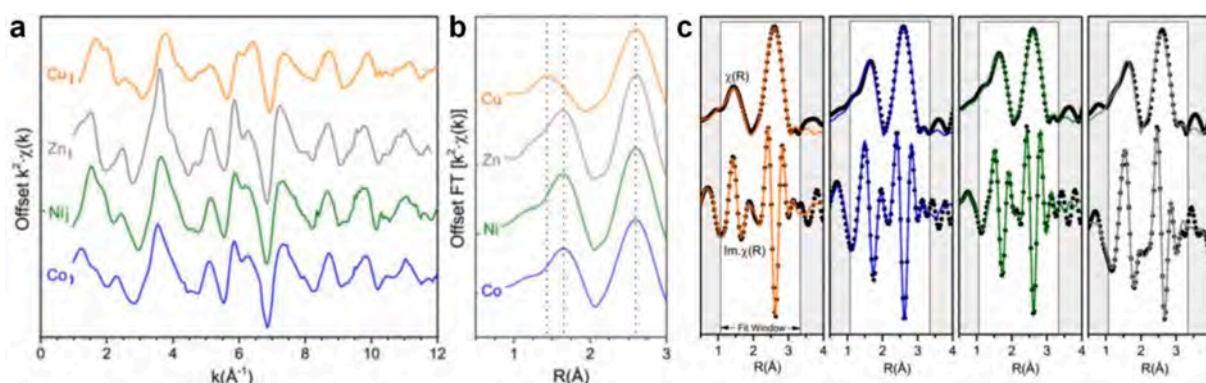 a
Offset k²·χ(k)
Cu
Zn
Ni
Co
0 2 4 6 8 10 12
k(Å⁻¹)
b
Offset FT [k²·χ(k)]
Cu
Zn
Ni
Co
1 2 3
R(Å)
c
χ(R)
Im.χ(R)
Fit Window
1 2 3 4
1 2 3 4
1 2 3 4
1 2 3 4
R(Å)
R(Å)
R(Å)
R(Å)